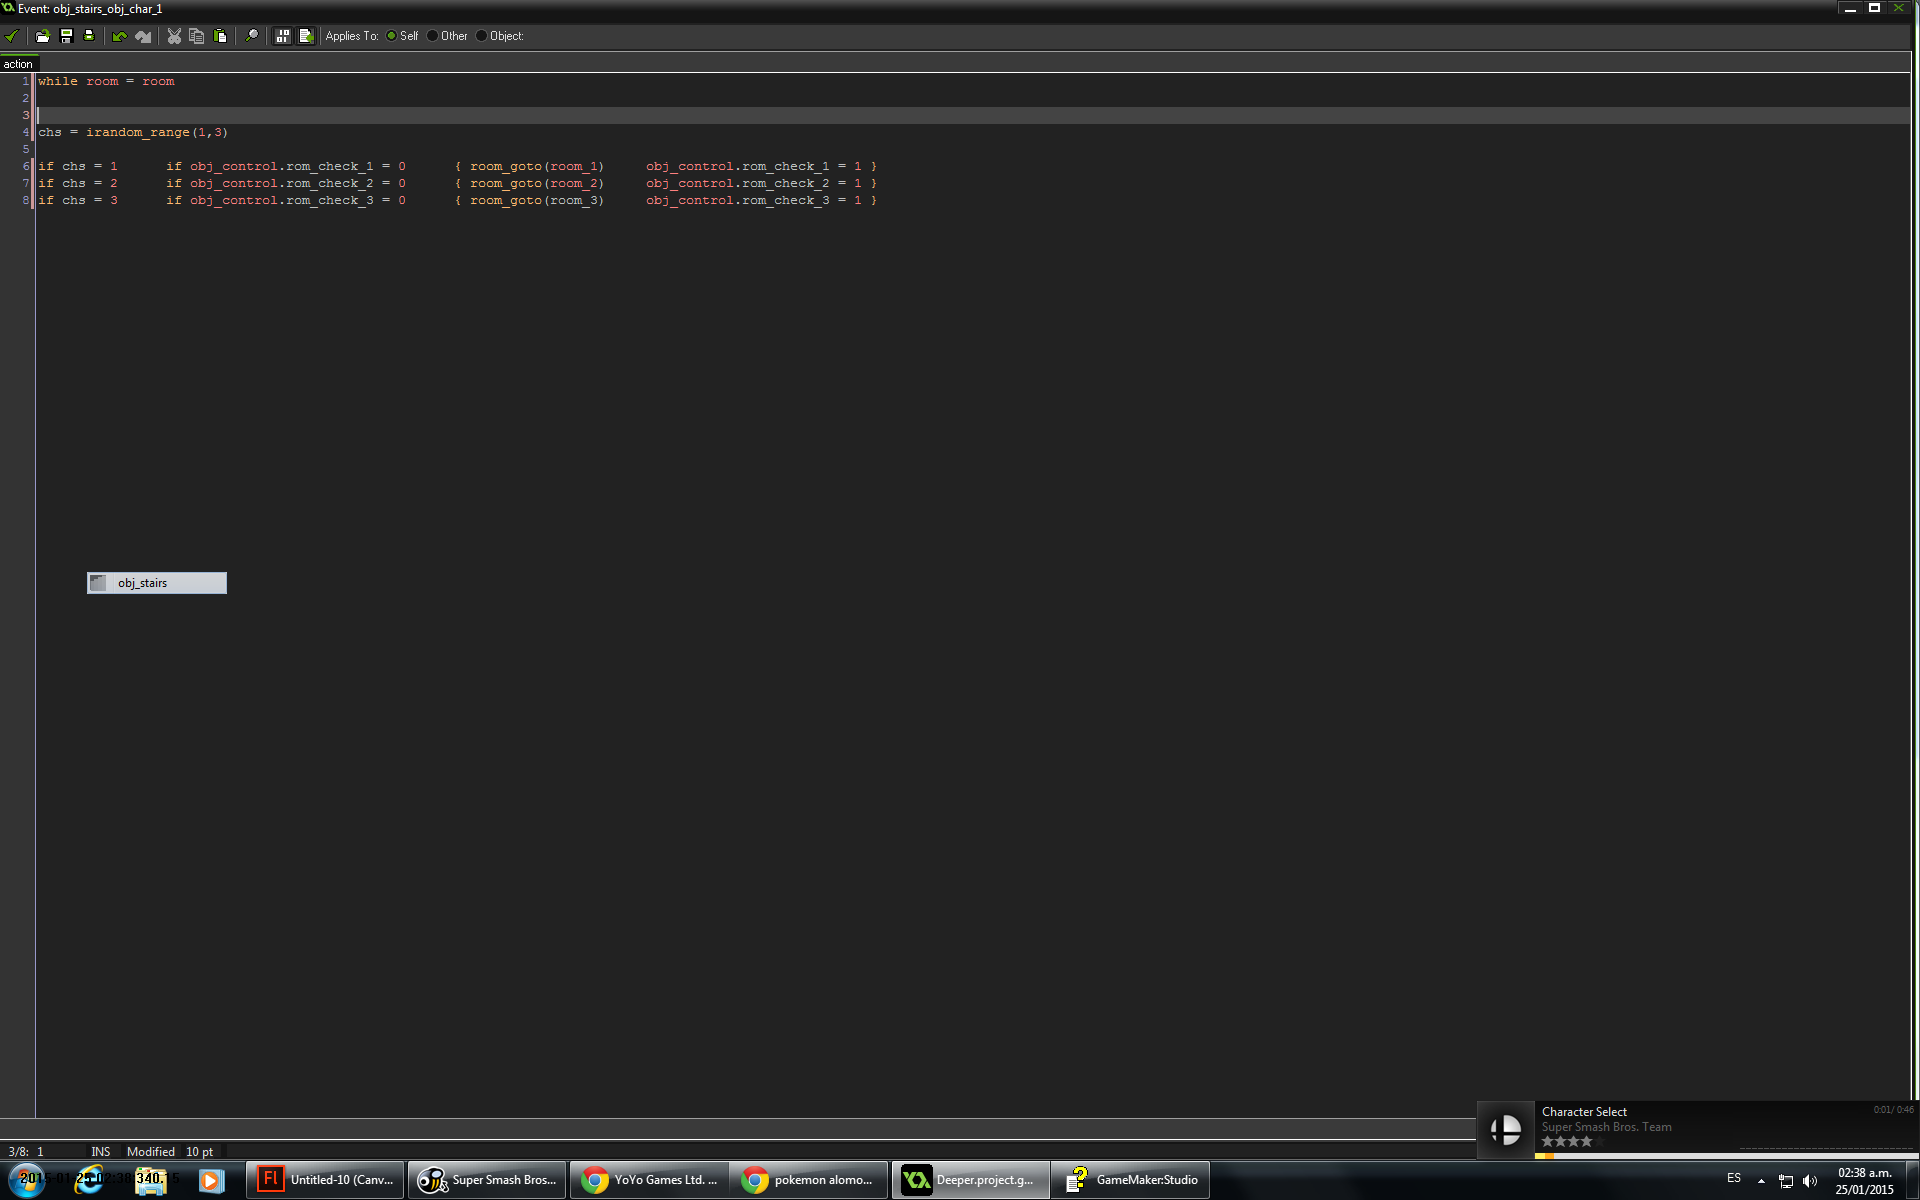 Event: obj_stairs_obj_char_1
Applies To: Self Other Object:
action
1 while room = room
2
3
4 chs = irandom_range(1,3)
5
6 if chs = 1 if obj_control.rom_check_1 = 0 { room_goto(room_1) obj_control.rom_check_1 = 1 }
7 if chs = 2 if obj_control.rom_check_2 = 0 { room_goto(room_2) obj_control.rom_check_2 = 1 }
8 if chs = 3 if obj_control.rom_check_3 = 0 { room_goto(room_3) obj_control.rom_check_3 = 1 }
obj_stairs
Character Select 0:01/ 0:46
Super Smash Bros. Team
3/8: 1 INS Modified 10 pt
Fl Untitled-10 (Canv... Super Smash Bros... YoYo Games Ltd. ... pokemon alomo... Deeper.project.g... GameMaker:Studio
ES
02:38 a.m.
25/01/2015